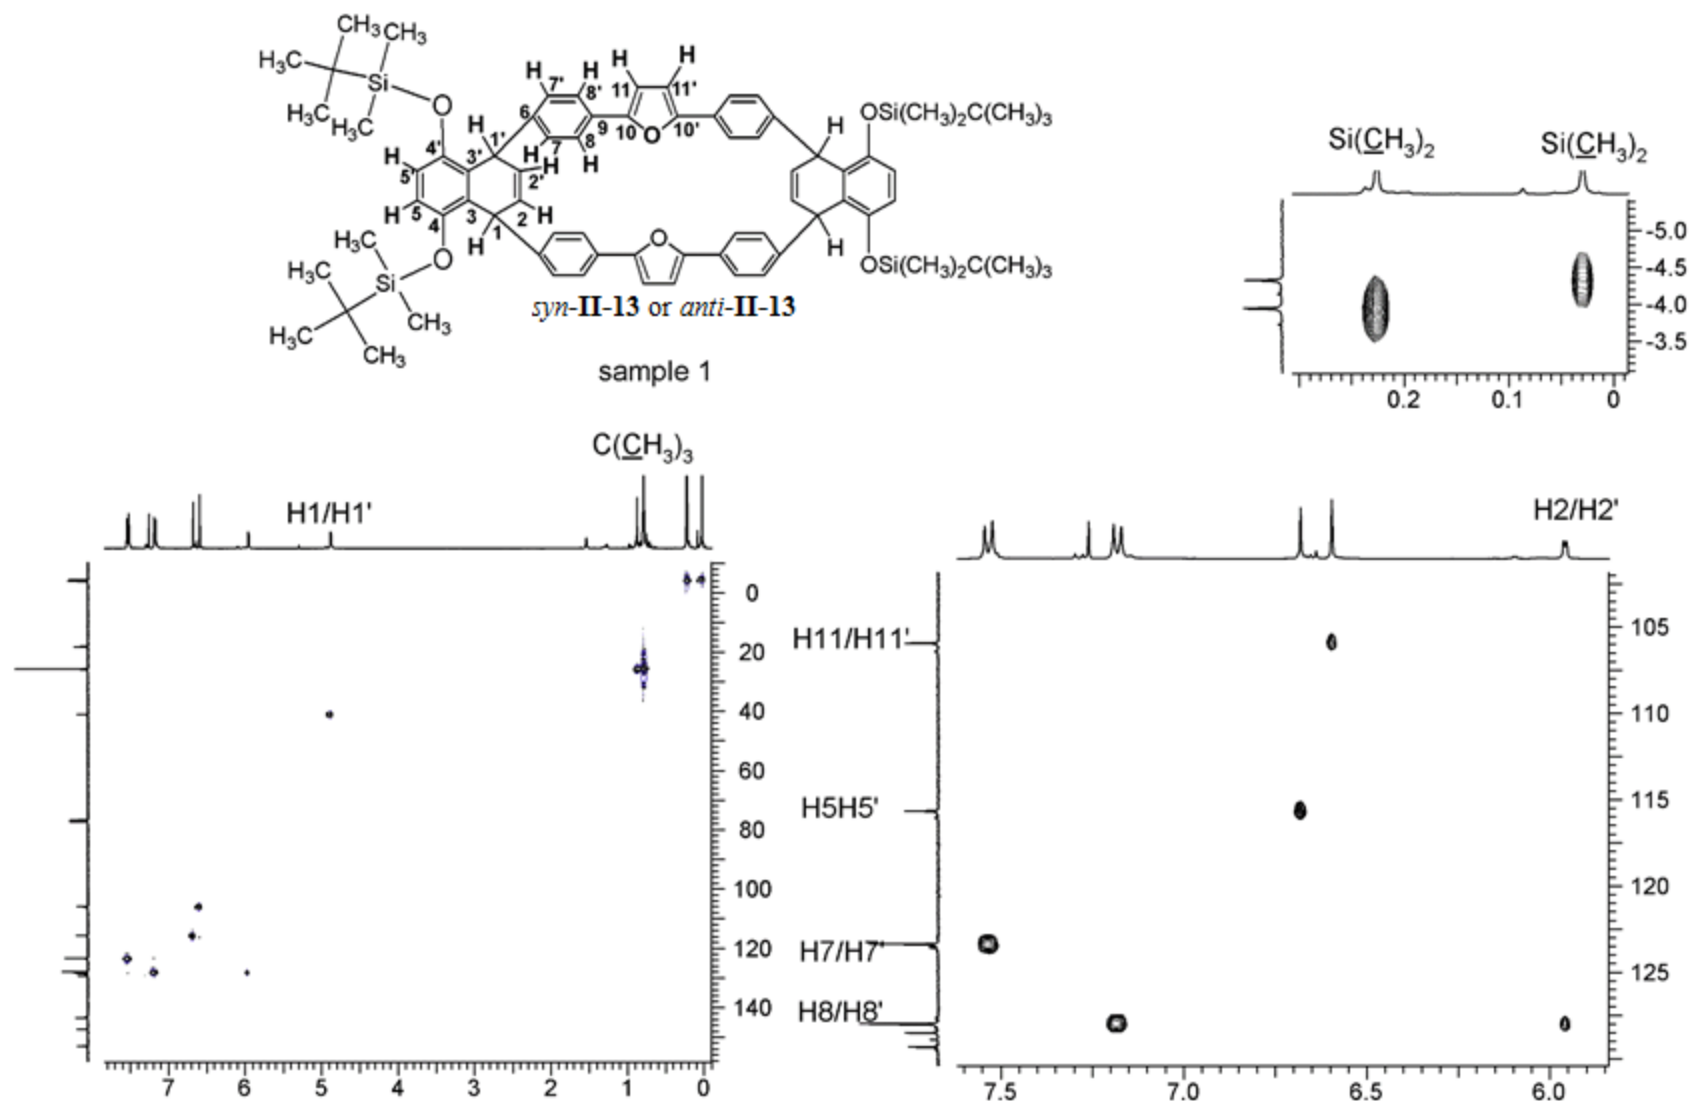 CH₃
CH₃
H₃C
Si
H₃C
H₃C
O
H
7'
H
8'
H
11
H
11'
6
9
10
O
10'
7
8
H
H
H
1'
4'
3'
H
5'
2'
H
H
5
4
3
1
2
H
H
H₃C
O
Si
H₃C
CH₃
H₃C
CH₃
O
H
H
OSi(CH₃)₂C(CH₃)₃
OSi(CH₃)₂C(CH₃)₃
syn-II-13 or anti-II-13
sample 1
Si(CH₃)₂
Si(CH₃)₂
-5.0
-4.5
-4.0
-3.5
0.2
0.1
0
C(CH₃)₃
H1/H1'
0
20
40
60
80
100
120
140
7
6
5
4
3
2
1
0
H2/H2'
H11/H11'
H5H5'
H7/H7'
H8/H8'
105
110
115
120
125
7.5
7.0
6.5
6.0